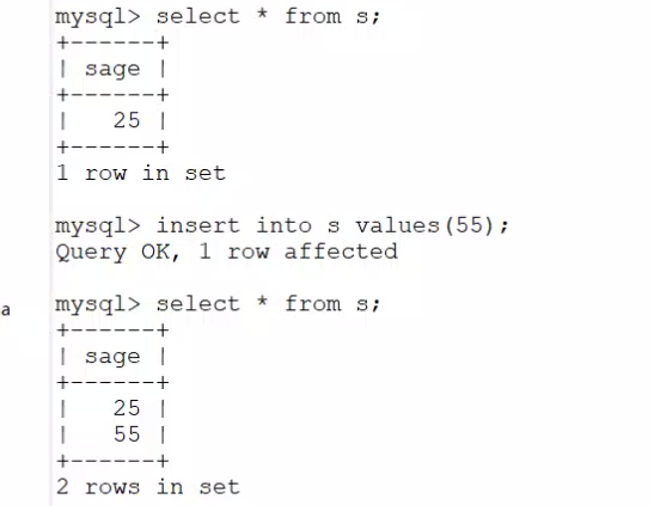 mysql> select * from s;
+------+
| sage |
+------+
|   25 |
+------+
1 row in set
mysql> insert into s values(55);
Query OK, 1 row affected
a
mysql> select * from s;
+------+
| sage |
+------+
|   25 |
|   55 |
+------+
2 rows in set